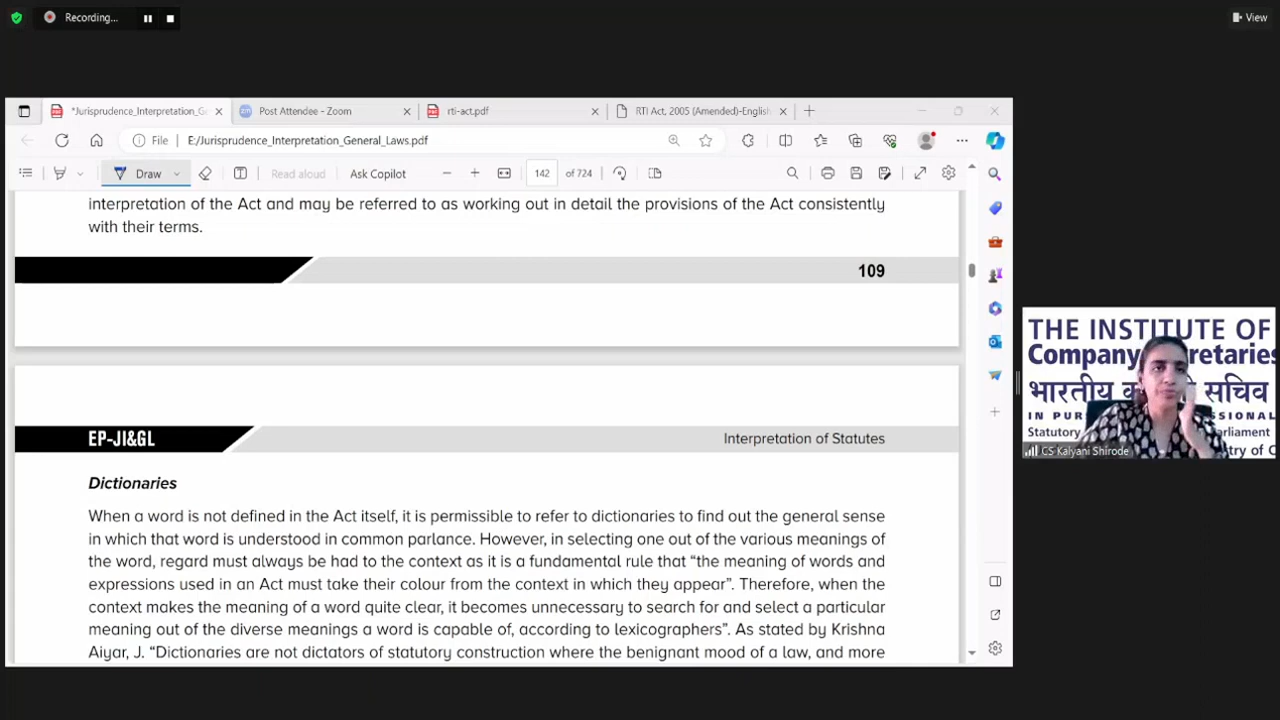 Recording...
View
*Jurisprudence_Interpretation_G
Post Attendee - Zoom
rti-act.pdf
RTI Act, 2005 (Amended)-English
File
E:/Jurisprudence_Interpretation_General_Laws.pdf
Draw
Read aloud
Ask Copilot
142
of 724
interpretation of the Act and may be referred to as working out in detail the provisions of the Act consistently
with their terms.
109
EP-JI&GL
Interpretation of Statutes
Dictionaries
When a word is not defined in the Act itself, it is permissible to refer to dictionaries to find out the general sense
in which that word is understood in common parlance. However, in selecting one out of the various meanings of
the word, regard must always be had to the context as it is a fundamental rule that “the meaning of words and
expressions used in an Act must take their colour from the context in which they appear”. Therefore, when the
context makes the meaning of a word quite clear, it becomes unnecessary to search for and select a particular
meaning out of the diverse meanings a word is capable of, according to lexicographers”. As stated by Krishna
Aiyar, J. “Dictionaries are not dictators of statutory construction where the benignant mood of a law, and more
THE INSTITUTE OF
Company
भारतीय सचिव
IN PUR
Statutory
CS Kalyani Shirode